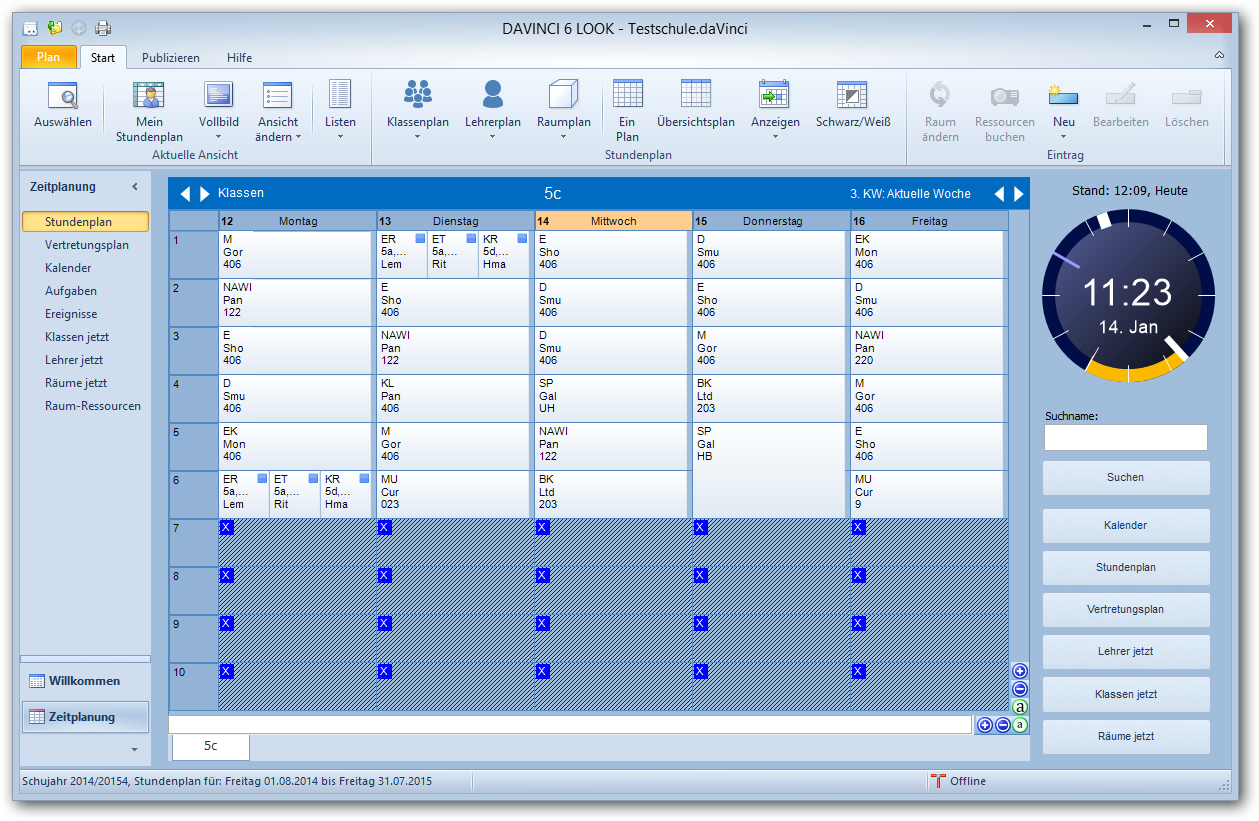 DAVINCI 6 LOOK - Testschule.daVinci
Plan Start Publizieren Hilfe
Auswählen
Mein Stundenplan
Vollbild
Ansicht ändern
Listen
Klassenplan
Lehrerplan
Raumplan
Ein Plan
Übersichtsplan
Anzeigen
Schwarz/Weiß
Raum ändern
Ressourcen buchen
Neu
Bearbeiten
Löschen
Aktuelle Ansicht
Stundenplan
Eintrag
Zeitplanung
Stundenplan
Vertretungsplan
Kalender
Aufgaben
Ereignisse
Klassen jetzt
Lehrer jetzt
Räume jetzt
Raum-Ressourcen
Willkommen
Zeitplanung
Klassen 5c 3. KW: Aktuelle Woche
12 Montag 13 Dienstag 14 Mittwoch 15 Donnerstag 16 Freitag
1 M ER ET KR E D EK
Gor 5a,... 5a,... 5d,... Sho Smu Mon
406 Lem Rit Hma 406 406 406
2 NAWI E D E D
Pan Sho Smu Sho Smu
122 406 406 406 406
3 E NAWI D M NAWI
Sho Pan Smu Gor Pan
406 122 406 406 220
4 D KL SP BK M
Smu Pan Gal Ltd Gor
406 406 UH 203 406
5 EK M NAWI SP E
Mon Gor Pan Gal Sho
406 406 122 HB 406
6 ER ET KR MU BK MU
5a,... 5a,... 5d,... Cur Ltd Cur
Lem Rit Hma 023 203 9
7 X X X X X
8 X X X X X
9 X X X X X
10 X X X X X
a
a
5c
Stand: 12:09, Heute
11:23
14. Jan
Suchname:
Suchen
Kalender
Stundenplan
Vertretungsplan
Lehrer jetzt
Klassen jetzt
Räume jetzt
Schujahr 2014/20154, Stundenplan für: Freitag 01.08.2014 bis Freitag 31.07.2015
Offline